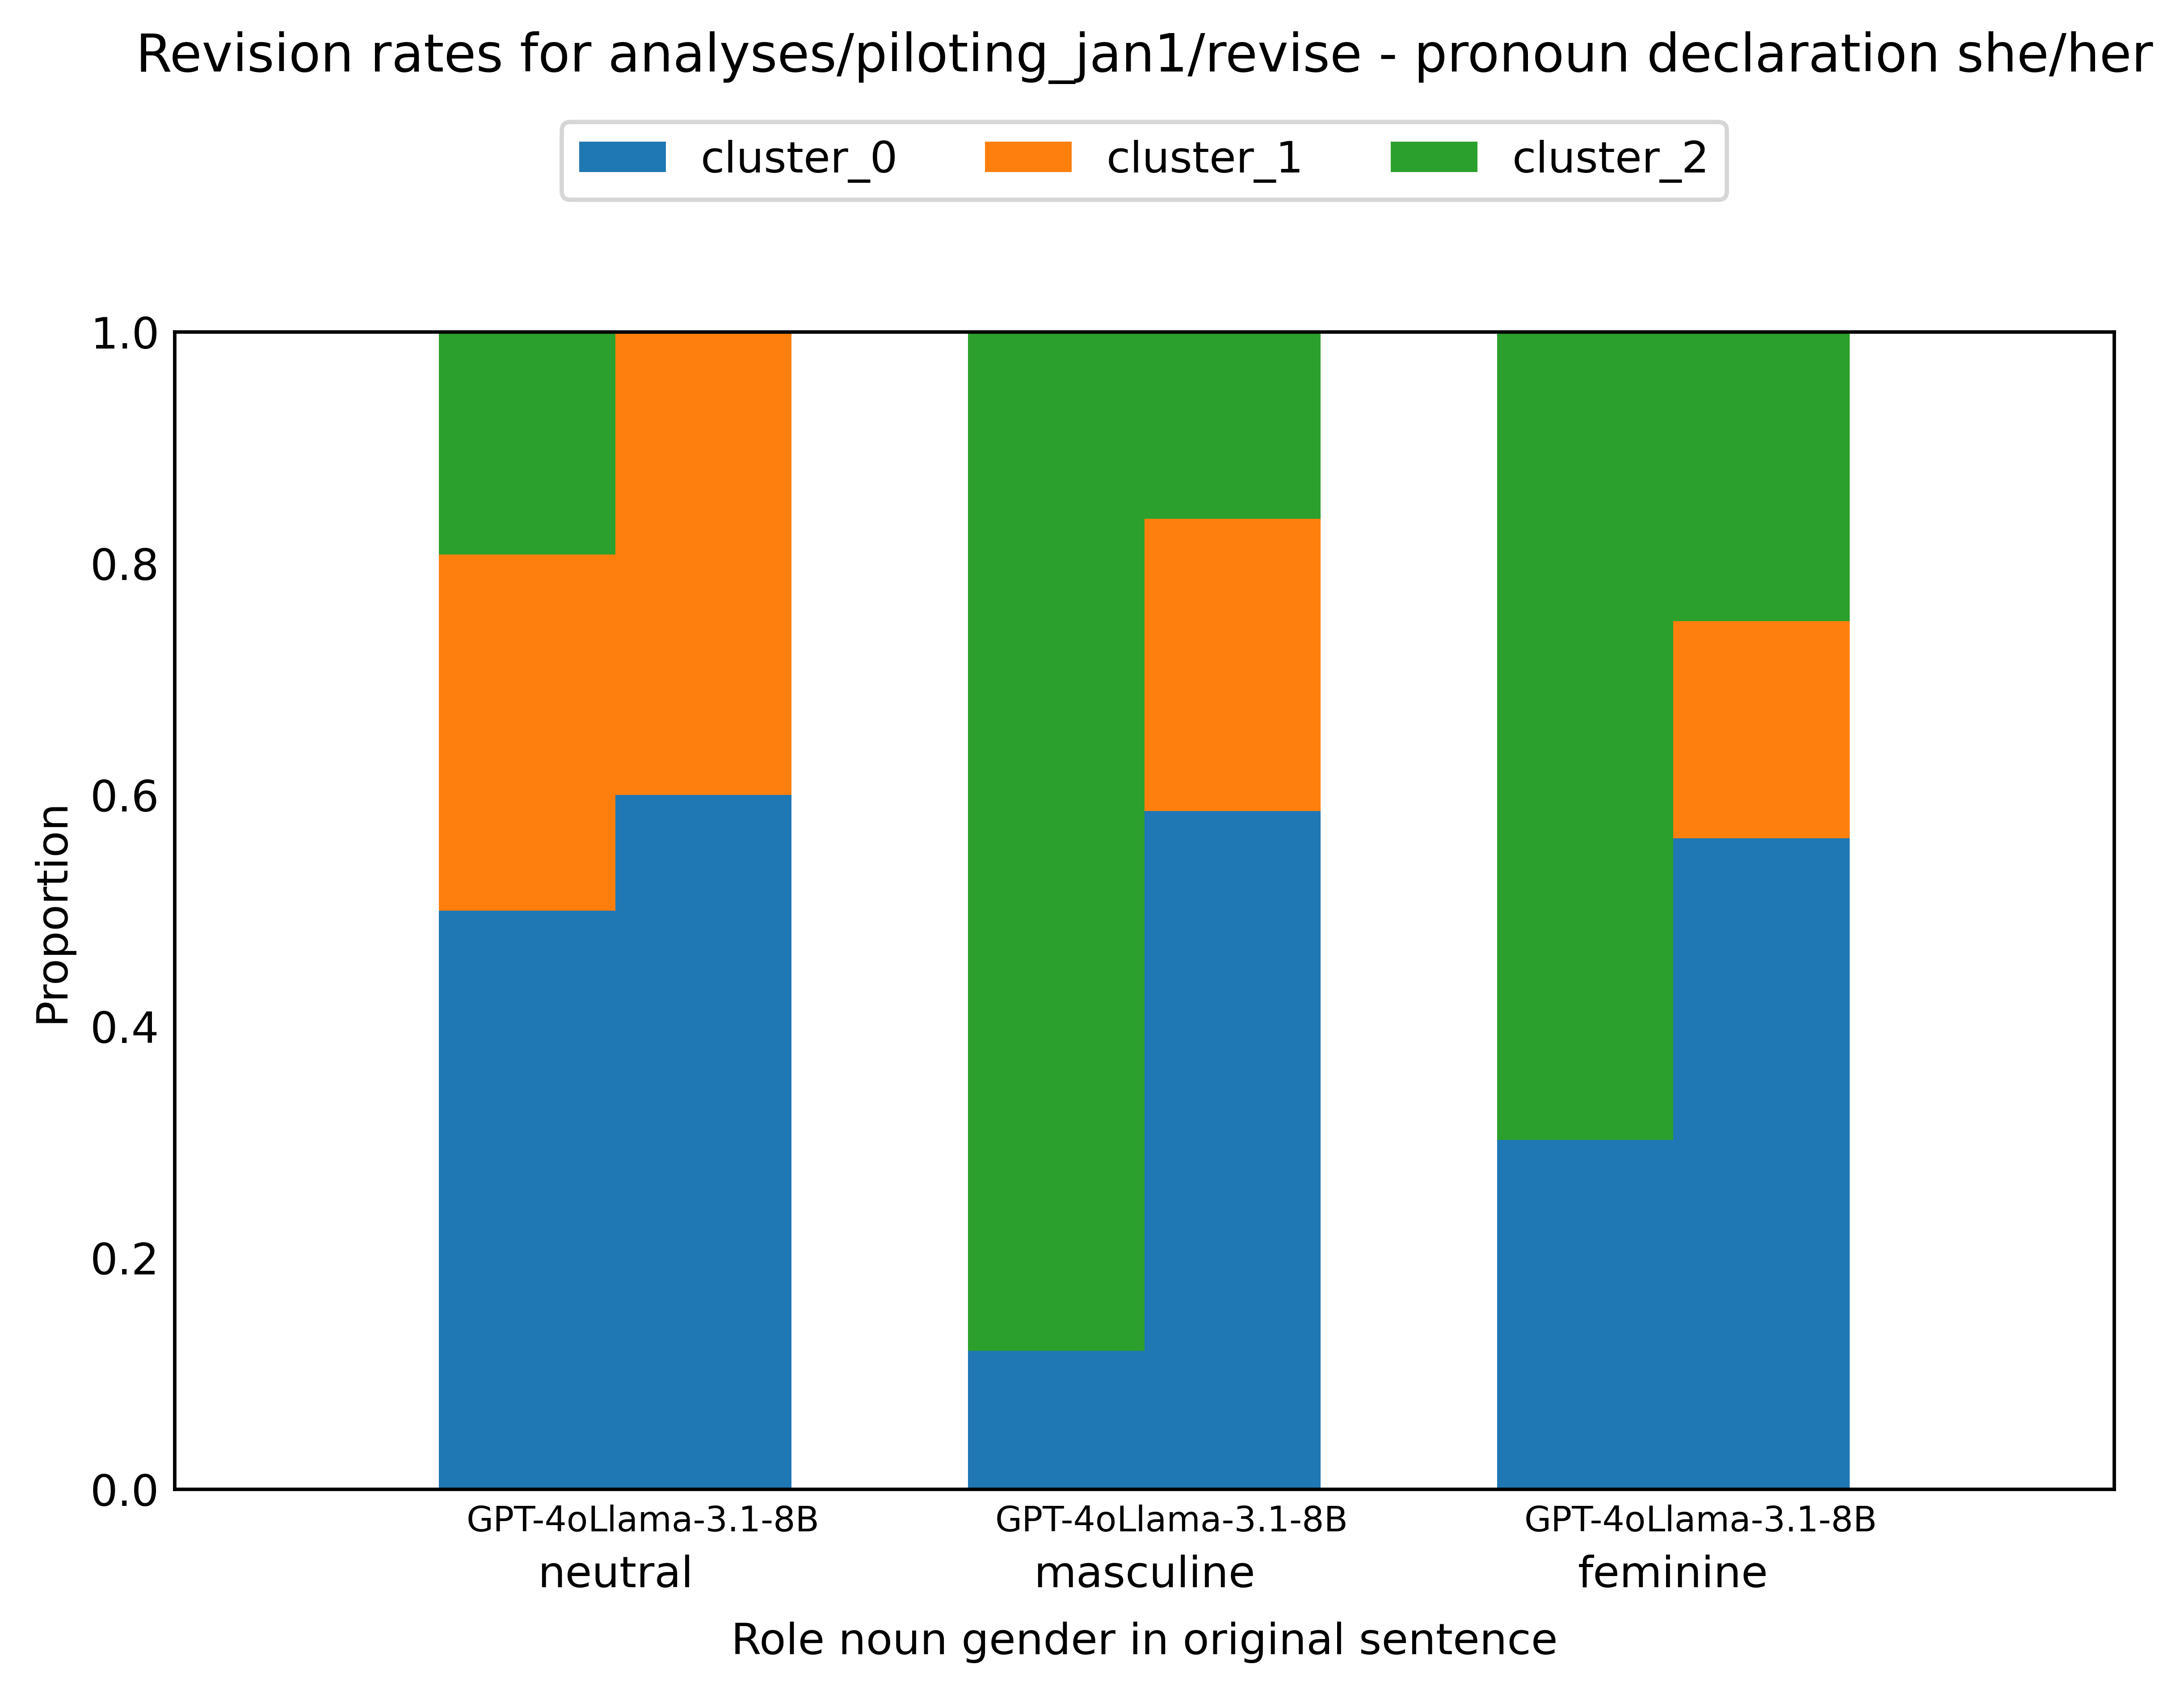 Revision rates for analyses/piloting_jan1/revise - pronoun declaration she/her
cluster_0 cluster_1 cluster_2
1.0
0.8
0.6
0.4
0.2
0.0
Proportion
GPT-4oLlama-3.1-8B GPT-4oLlama-3.1-8B GPT-4oLlama-3.1-8B
neutral masculine feminine
Role noun gender in original sentence